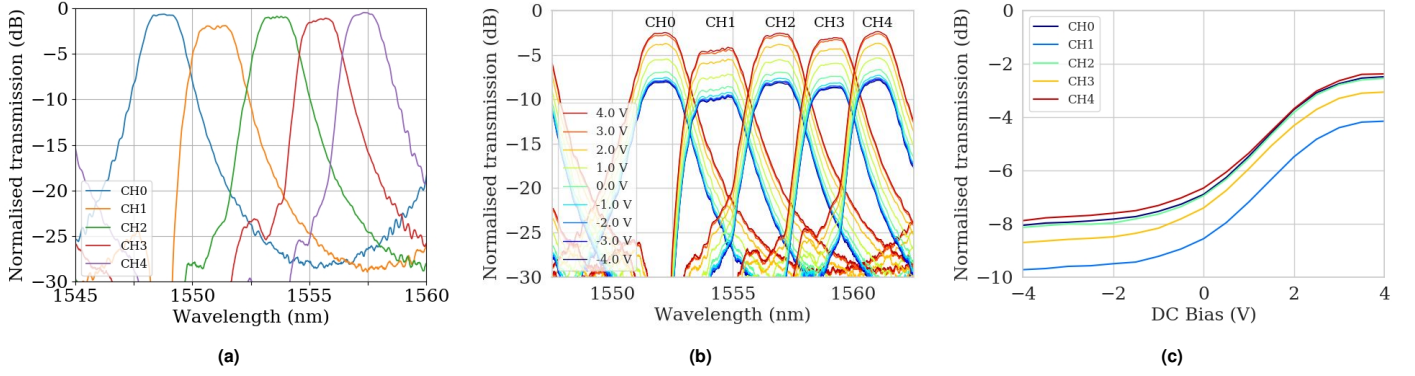 Normalised transmission (dB)
0
−5
−10
−15
−20
−25
−30
CH0
CH1
CH2
CH3
CH4
1545
1550
1555
1560
Wavelength (nm)
(a)
Normalised transmission (dB)
0
−5
−10
−15
−20
−25
−30
CH0 CH1 CH2 CH3 CH4
4.0 V
3.0 V
2.0 V
1.0 V
0.0 V
-1.0 V
-2.0 V
-3.0 V
-4.0 V
1550
1555
1560
Wavelength (nm)
(b)
Normalised transmission (dB)
0
−2
−4
−6
−8
−10
CH0
CH1
CH2
CH3
CH4
−4
−2
0
2
4
DC Bias (V)
(c)